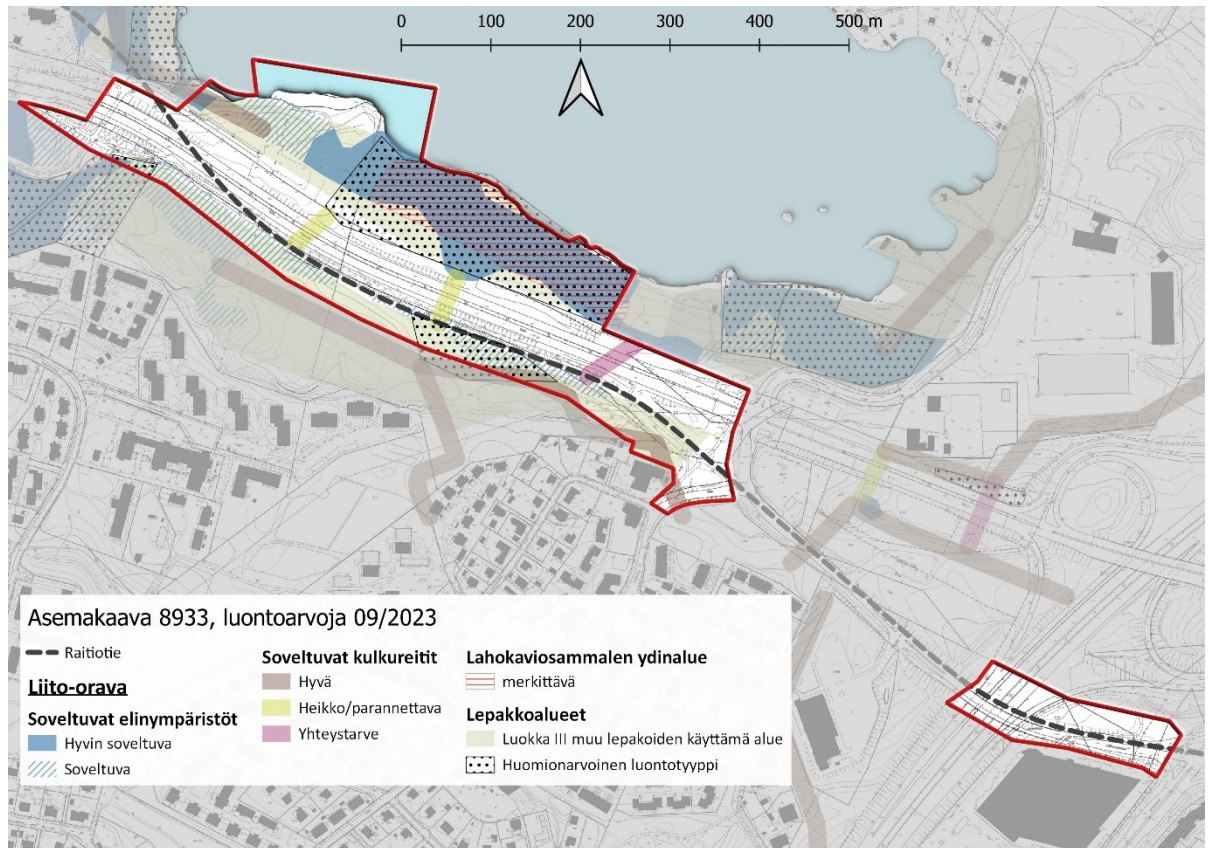 0 100 200 300 400 500 m
Asemakaava 8933, luontoarvoja 09/2023
Raitiotie
Liito-orava
Soveltuvat elinympäristöt
Hyvin soveltuva
Soveltuva
Soveltuvat kulkureitit
Hyvä
Heikko/parannettava
Yhteystarve
Lahokaviosammalen ydinalue
merkittävä
Lepakkoalueet
Luokka III muu lepakoiden käyttämä alue
Huomionarvoinen luontotyyppi